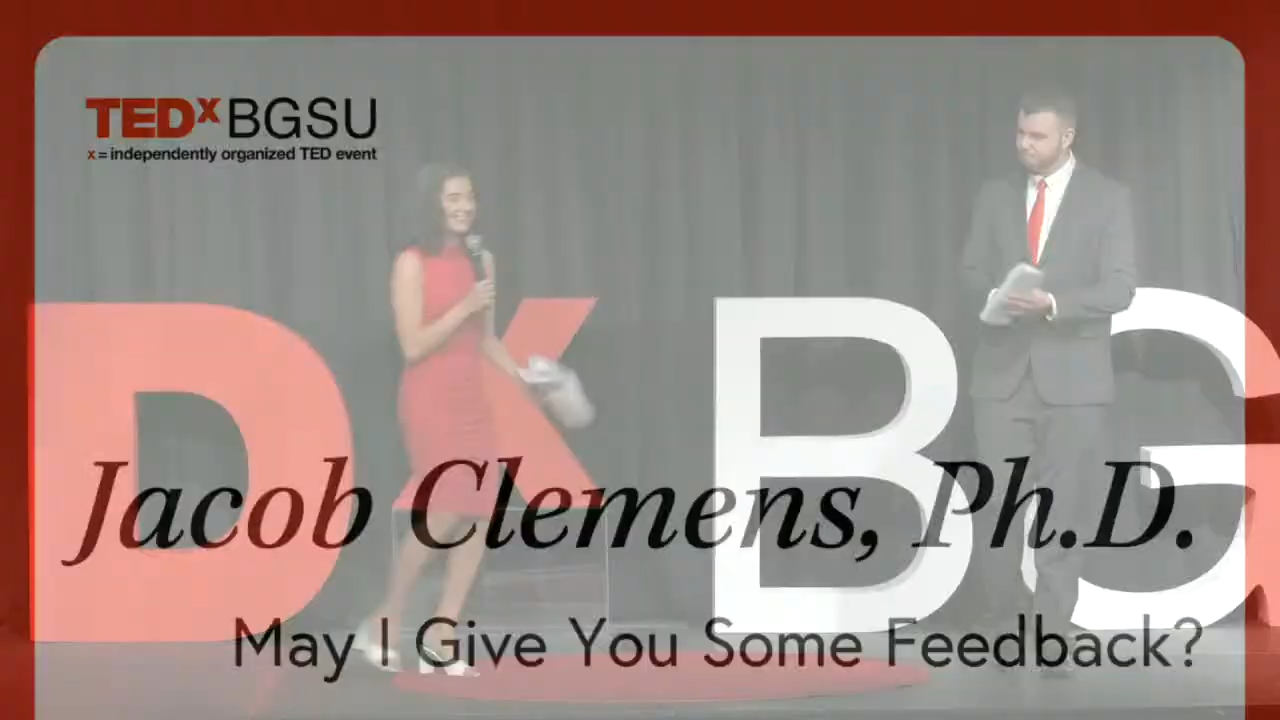 TEDxBGSU
x = independently organized TED event
D x B G
Jacob Clemens, Ph.D.
May I Give You Some Feedback?